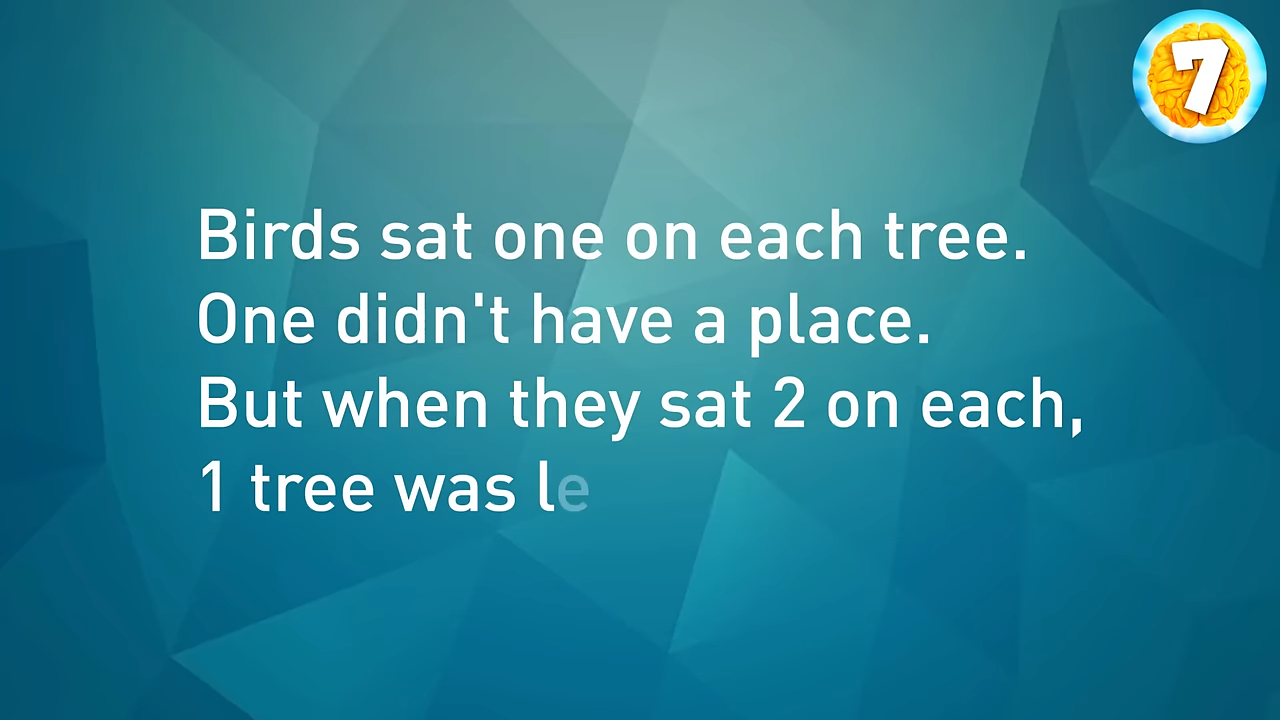 7
Birds sat one on each tree.
One didn't have a place.
But when they sat 2 on each,
1 tree was le